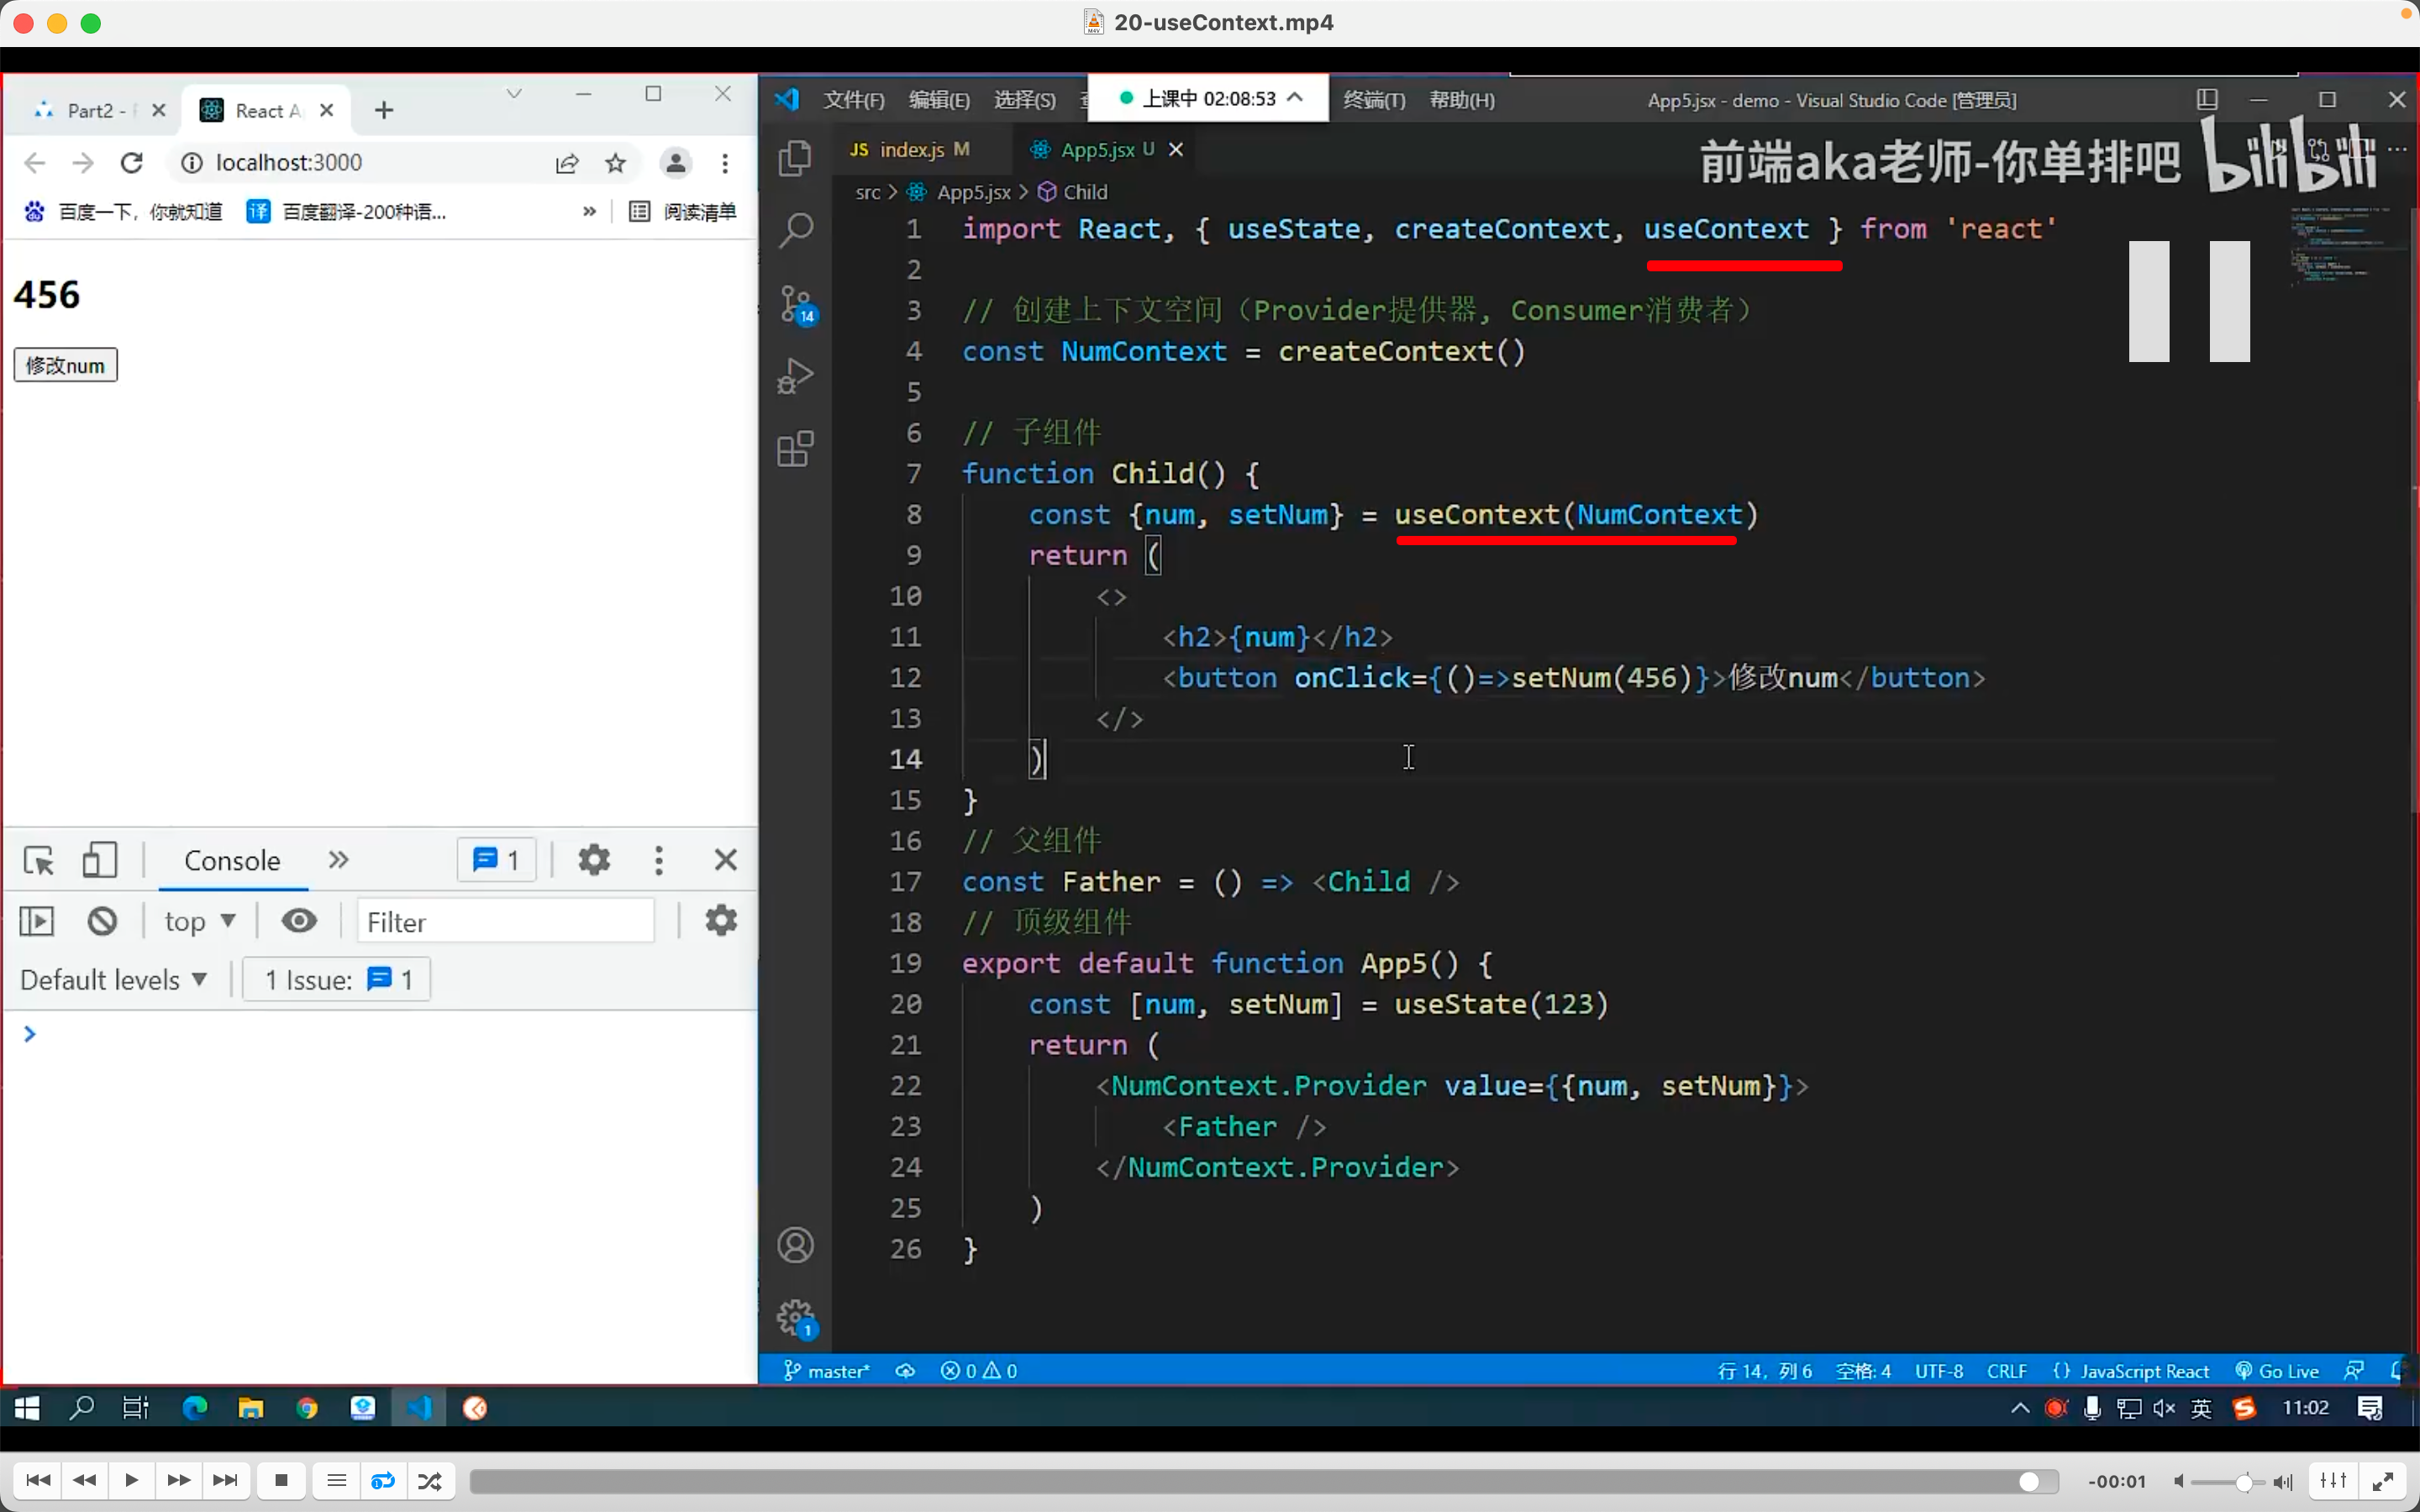 20-useContext.mp4
Part2 -
React A
localhost:3000
百度一下，你就知道
译 百度翻译-200种语...
» 阅读清单
456
修改num
Console
» 1
top
Filter
Default levels
1 Issue: 1
文件(F) 编辑(E) 选择(S)
上课中 02:08:53
终端(T) 帮助(H)
App5.jsx - demo - Visual Studio Code [管理员]
JS index.js M
App5.jsx U
前端aka老师-你单排吧 bilibili
src > App5.jsx > Child
14
1 import React, { useState, createContext, useContext } from 'react'
2
3 // 创建上下文空间（Provider提供器, Consumer消费者）
4 const NumContext = createContext()
5
6 // 子组件
7 function Child() {
8 const {num, setNum} = useContext(NumContext)
9 return (
10 <>
11 <h2>{num}</h2>
12 <button onClick={()=>setNum(456)}>修改num</button>
13 </>
14 )
15 }
16 // 父组件
17 const Father = () => <Child />
18 // 顶级组件
19 export default function App5() {
20 const [num, setNum] = useState(123)
21 return (
22 <NumContext.Provider value={{num, setNum}}>
23 <Father />
24 </NumContext.Provider>
25 )
26 }
1
master* 0 0
行 14，列 6 空格: 4 UTF-8 CRLF {} JavaScript React Go Live
英 11:02
-00:01